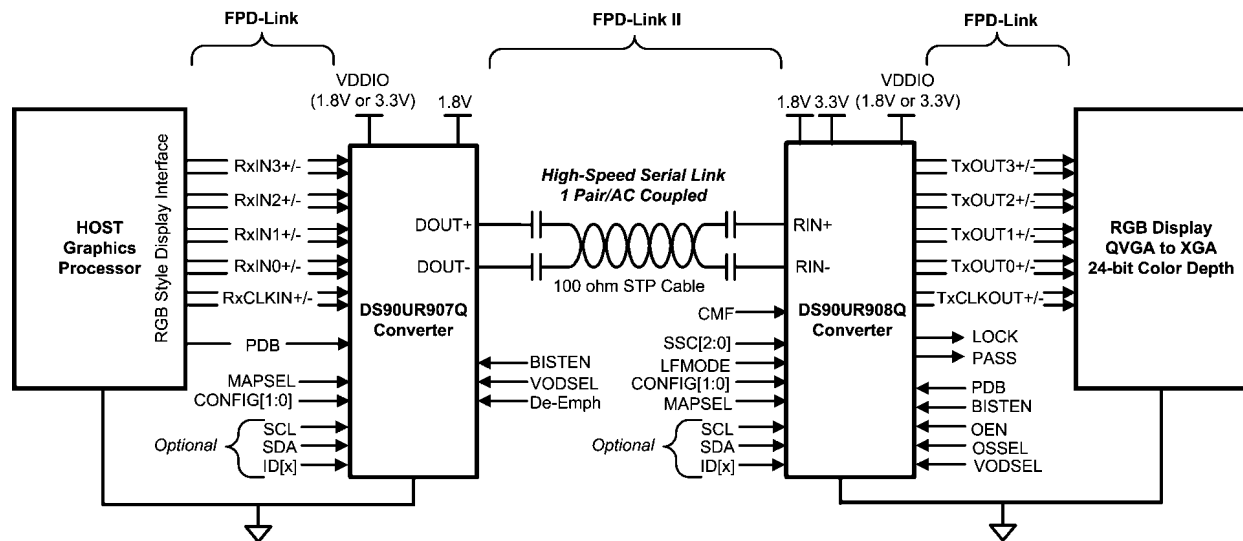 FPD-Link
FPD-Link II
FPD-Link
VDDIO
(1.8V or 3.3V)
1.8V
1.8V
3.3V
VDDIO
(1.8V or 3.3V)
HOST
Graphics
Processor
RGB Style Display Interface
RxIN3+/-
RxIN2+/-
RxIN1+/-
RxIN0+/-
RxCLKIN+/-
PDB
MAPSEL
CONFIG[1:0]
Optional
SCL
SDA
ID[x]
DOUT+
DOUT-
DS90UR907Q
Converter
BISTEN
VODSEL
De-Emph
High-Speed Serial Link
1 Pair/AC Coupled
100 ohm STP Cable
CMF
SSC[2:0]
LFMODE
CONFIG[1:0]
MAPSEL
Optional
SCL
SDA
ID[x]
RIN+
RIN-
DS90UR908Q
Converter
TxOUT3+/-
TxOUT2+/-
TxOUT1+/-
TxOUT0+/-
TxCLKOUT+/-
LOCK
PASS
PDB
BISTEN
OEN
OSSEL
VODSEL
RGB Display
QVGA to XGA
24-bit Color Depth